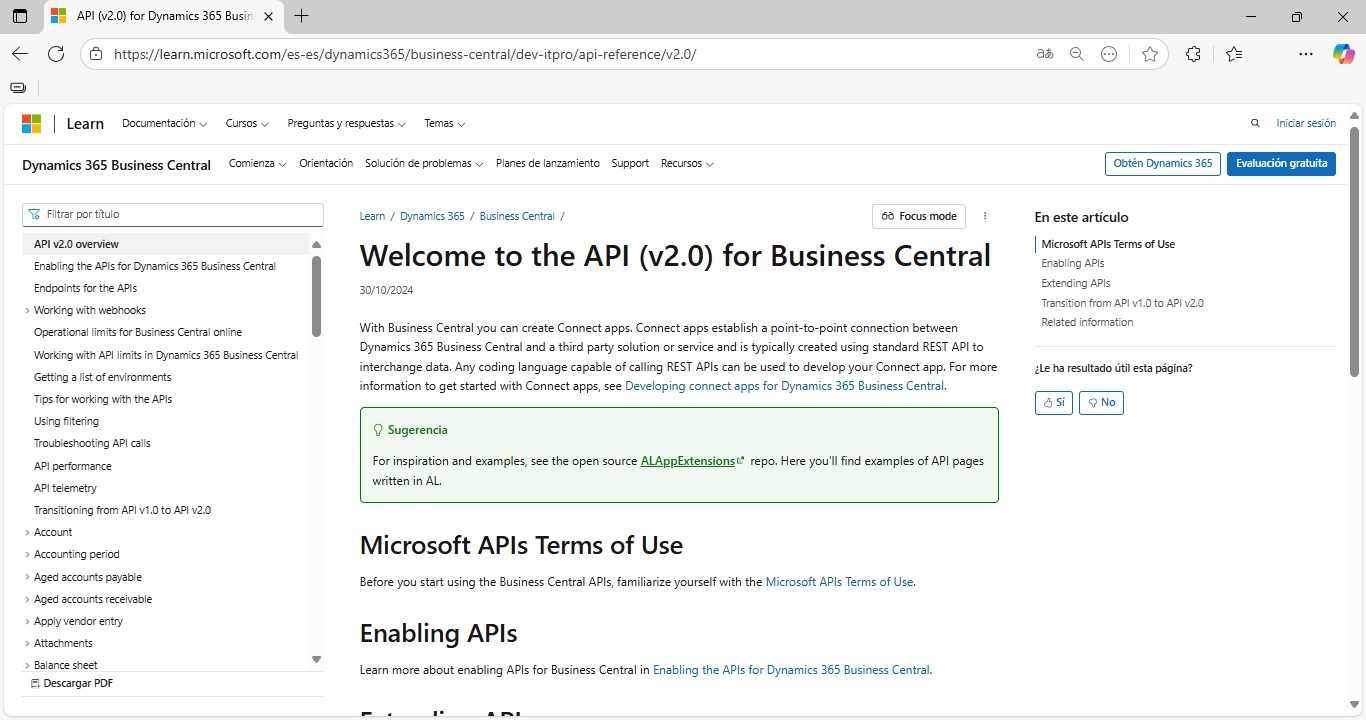 API (v2.0) for Dynamics 365 Busin
https://learn.microsoft.com/es-es/dynamics365/business-central/dev-itpro/api-reference/v2.0/
Learn
Documentación
Cursos
Preguntas y respuestas
Temas
Iniciar sesión
Dynamics 365 Business Central
Comienza
Orientación
Solución de problemas
Planes de lanzamiento
Support
Recursos
Obtén Dynamics 365
Evaluación gratuita
Filtrar por título
API v2.0 overview
Enabling the APIs for Dynamics 365 Business Central
Endpoints for the APIs
Working with webhooks
Operational limits for Business Central online
Working with API limits in Dynamics 365 Business Central
Getting a list of environments
Tips for working with the APIs
Using filtering
Troubleshooting API calls
API performance
API telemetry
Transitioning from API v1.0 to API v2.0
Account
Accounting period
Aged accounts payable
Aged accounts receivable
Apply vendor entry
Attachments
Balance sheet
Descargar PDF
Learn / Dynamics 365 / Business Central /
Focus mode
Welcome to the API (v2.0) for Business Central
30/10/2024
With Business Central you can create Connect apps. Connect apps establish a point-to-point connection between
Dynamics 365 Business Central and a third party solution or service and is typically created using standard REST API to
interchange data. Any coding language capable of calling REST APIs can be used to develop your Connect app. For more
information to get started with Connect apps, see Developing connect apps for Dynamics 365 Business Central.
Sugerencia
For inspiration and examples, see the open source ALAppExtensions repo. Here you'll find examples of API pages
written in AL.
Microsoft APIs Terms of Use
Before you start using the Business Central APIs, familiarize yourself with the Microsoft APIs Terms of Use.
Enabling APIs
Learn more about enabling APIs for Business Central in Enabling the APIs for Dynamics 365 Business Central.
Extending APIs
En este artículo
Microsoft APIs Terms of Use
Enabling APIs
Extending APIs
Transition from API v1.0 to API v2.0
Related information
¿Le ha resultado útil esta página?
Sí
No